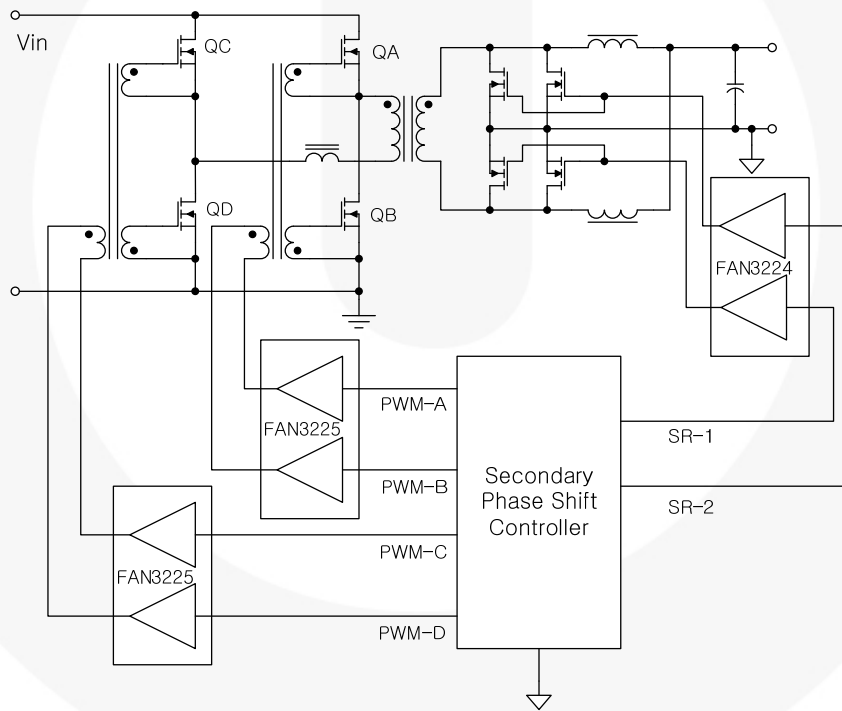 Vin
QC
QA
QD
QB
FAN3224
PWM-A
FAN3225
PWM-B
SR-1
Secondary
Phase Shift
Controller
SR-2
PWM-C
FAN3225
PWM-D